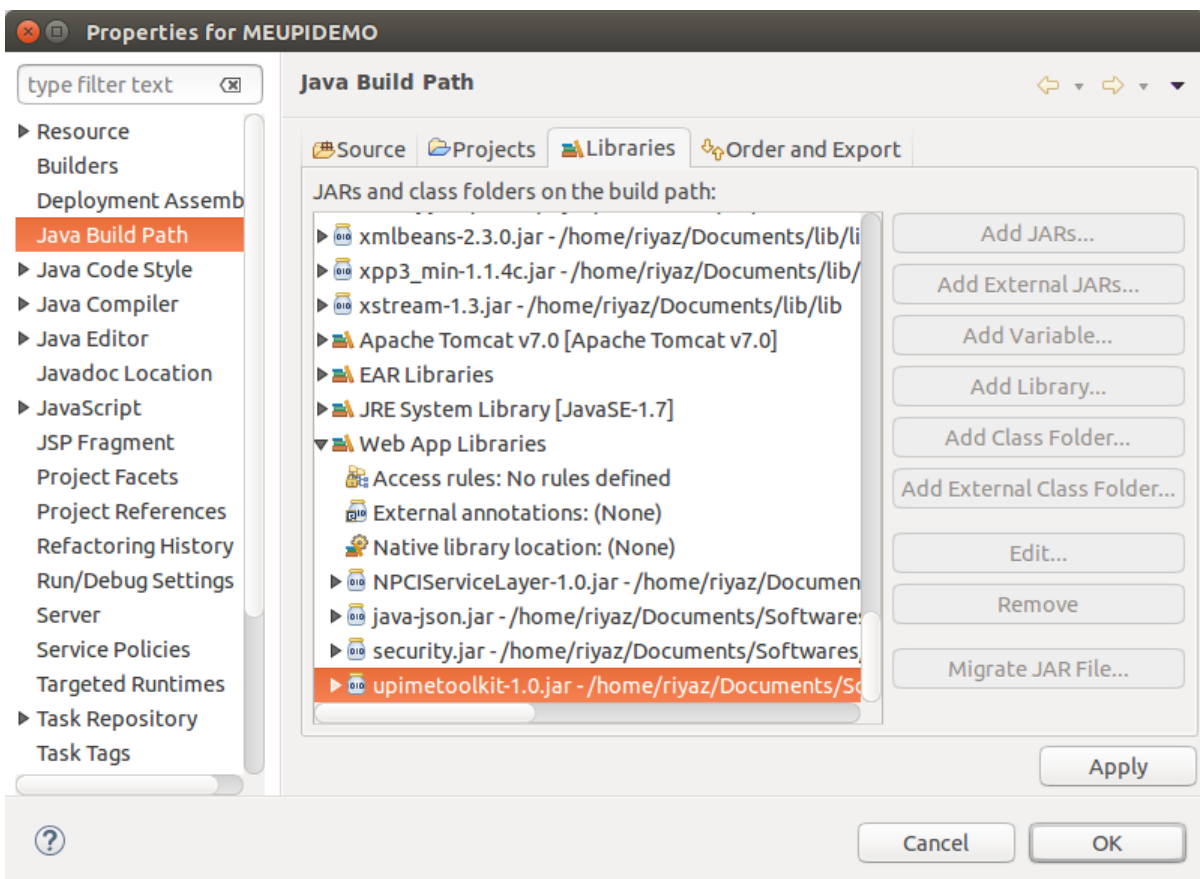 Properties for MEUPIDEMO
type filter text
Resource
Builders
Deployment Assemb
Java Build Path
Java Code Style
Java Compiler
Java Editor
Javadoc Location
JavaScript
JSP Fragment
Project Facets
Project References
Refactoring History
Run/Debug Settings
Server
Service Policies
Targeted Runtimes
Task Repository
Task Tags
Java Build Path
Source Projects Libraries Order and Export
JARs and class folders on the build path:
xmlbeans-2.3.0.jar - /home/riyaz/Documents/lib/li
xpp3_min-1.1.4c.jar - /home/riyaz/Documents/lib/
xstream-1.3.jar - /home/riyaz/Documents/lib/lib
Apache Tomcat v7.0 [Apache Tomcat v7.0]
EAR Libraries
JRE System Library [JavaSE-1.7]
Web App Libraries
Access rules: No rules defined
External annotations: (None)
Native library location: (None)
NPCIServiceLayer-1.0.jar - /home/riyaz/Documen
java-json.jar - /home/riyaz/Documents/Softwares
security.jar - /home/riyaz/Documents/Softwares/
upimetoolkit-1.0.jar - /home/riyaz/Documents/So
Add JARs...
Add External JARs...
Add Variable...
Add Library...
Add Class Folder...
Add External Class Folder...
Edit...
Remove
Migrate JAR File...
Apply
Cancel
OK